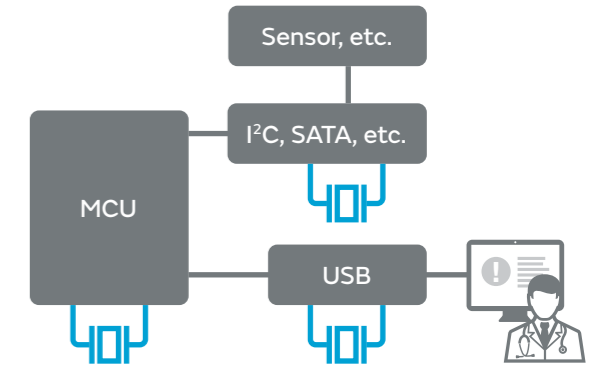 Sensor, etc.
I²C, SATA, etc.
MCU
USB